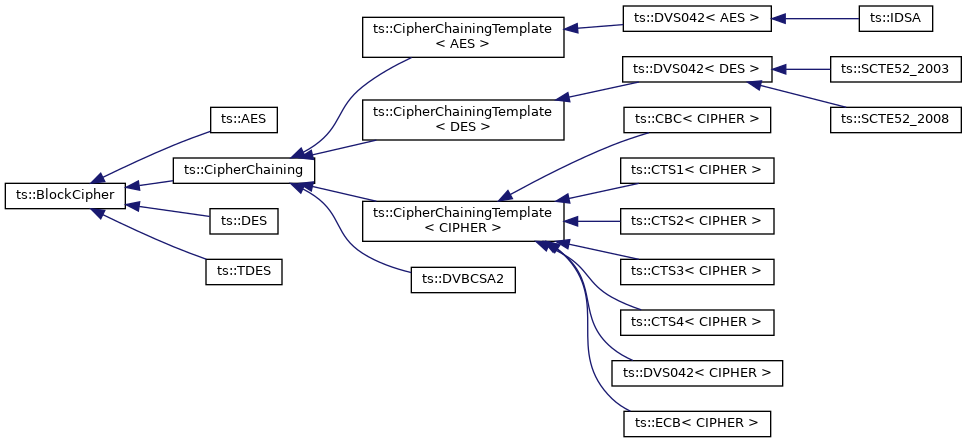 ts::BlockCipher
ts::AES
ts::CipherChaining
ts::DES
ts::TDES
ts::CipherChainingTemplate
< AES >
ts::CipherChainingTemplate
< DES >
ts::CipherChainingTemplate
< CIPHER >
ts::DVBCSA2
ts::DVS042< AES >
ts::DVS042< DES >
ts::CBC< CIPHER >
ts::CTS1< CIPHER >
ts::CTS2< CIPHER >
ts::CTS3< CIPHER >
ts::CTS4< CIPHER >
ts::DVS042< CIPHER >
ts::ECB< CIPHER >
ts::IDSA
ts::SCTE52_2003
ts::SCTE52_2008